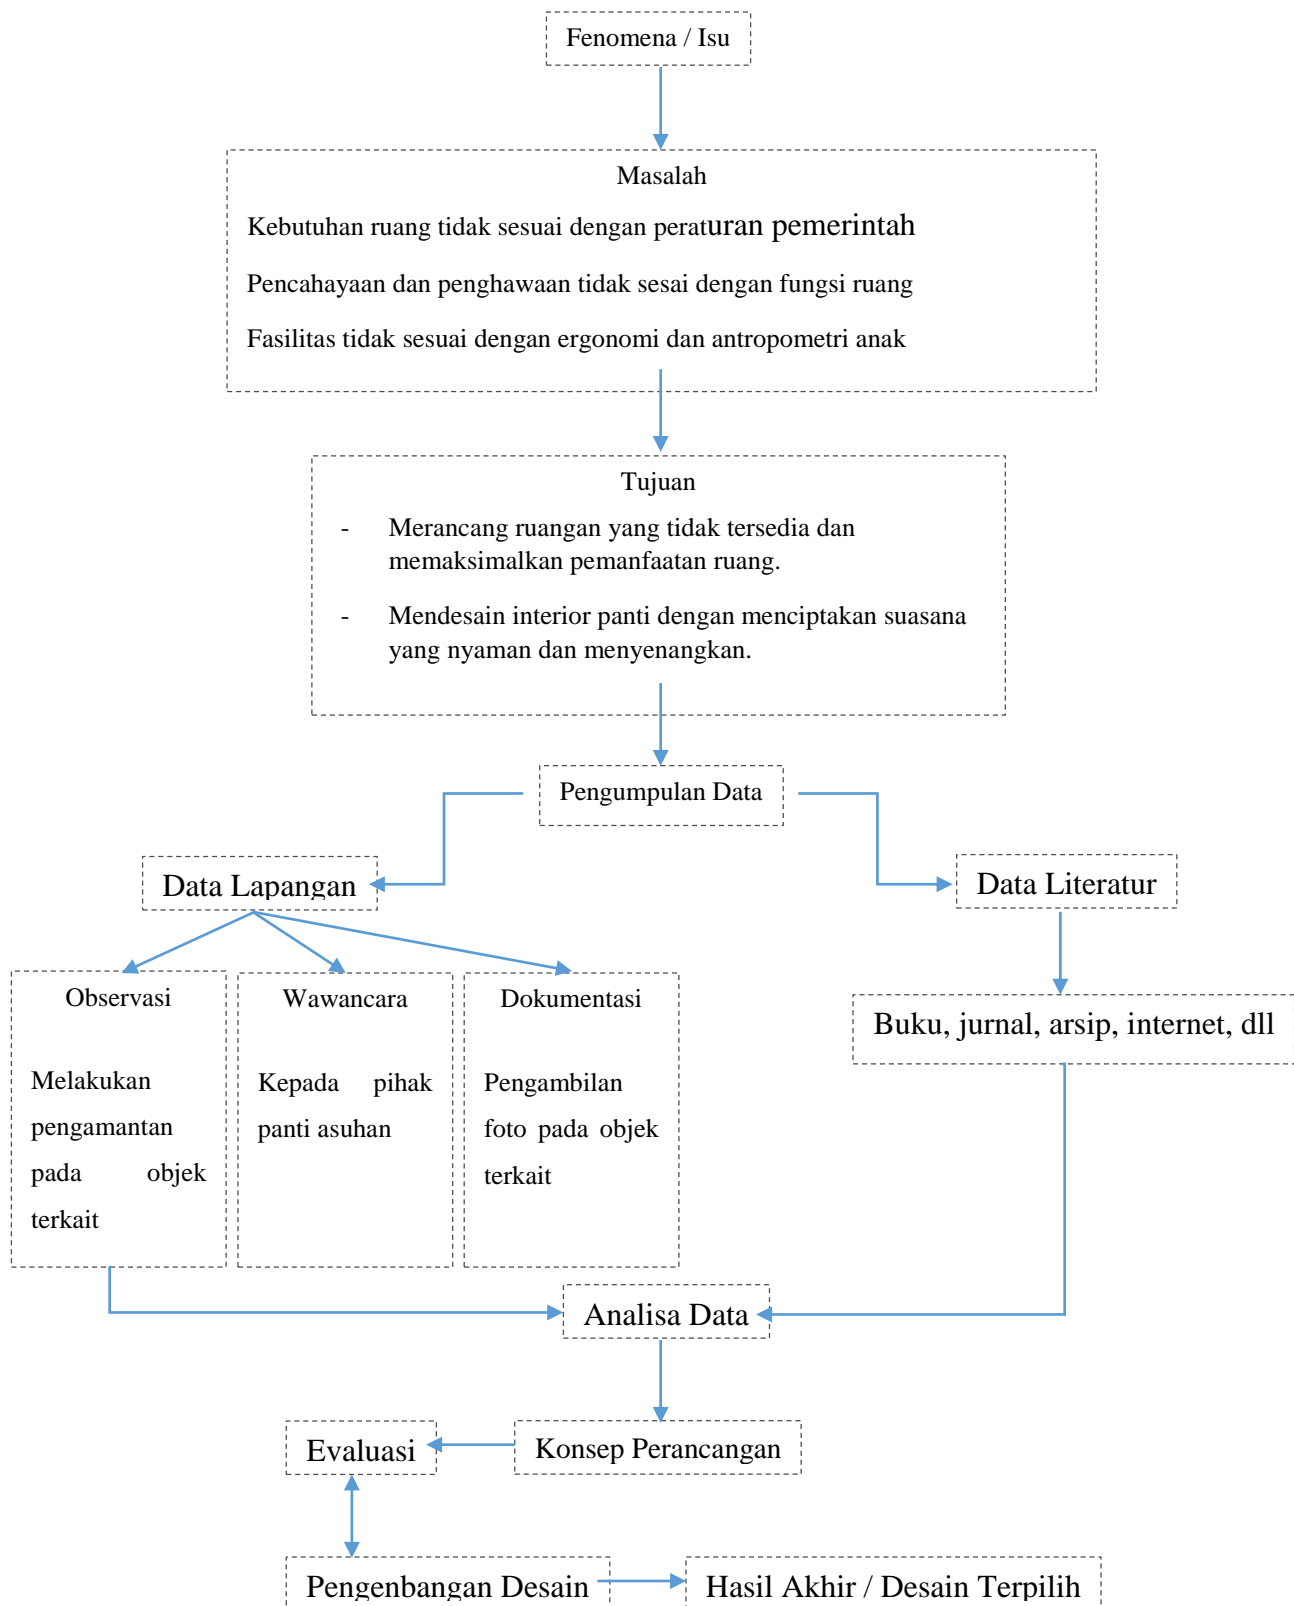 Fenomena / Isu
Masalah
Kebutuhan ruang tidak sesuai dengan peraturan pemerintah
Pencahayaan dan penghawaan tidak sesai dengan fungsi ruang
Fasilitas tidak sesuai dengan ergonomi dan antropometri anak
Tujuan
- Merancang ruangan yang tidak tersedia dan
memaksimalkan pemanfaatan ruang.
- Mendesain interior panti dengan menciptakan suasana
yang nyaman dan menyenangkan.
Pengumpulan Data
Data Lapangan
Data Literatur
Observasi
Melakukan
pengamantan
pada objek
terkait
Wawancara
Kepada pihak
panti asuhan
Dokumentasi
Pengambilan
foto pada objek
terkait
Buku, jurnal, arsip, internet, dll
Analisa Data
Evaluasi
Konsep Perancangan
Pengenbangan Desain
Hasil Akhir / Desain Terpilih